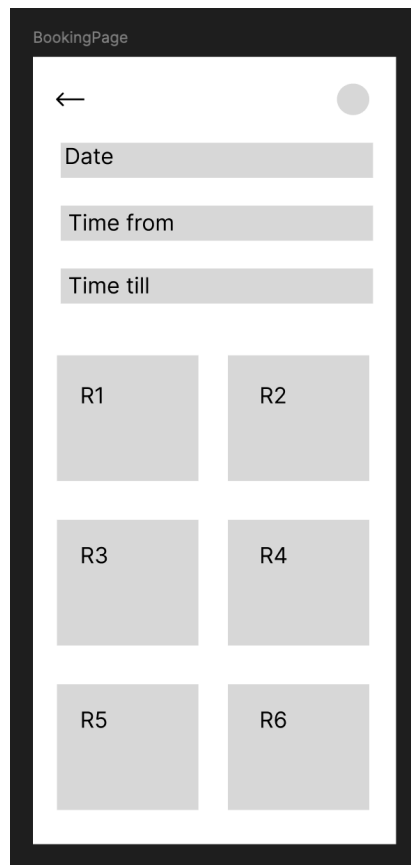 BookingPage
Date
Time from
Time till
R1
R2
R3
R4
R5
R6